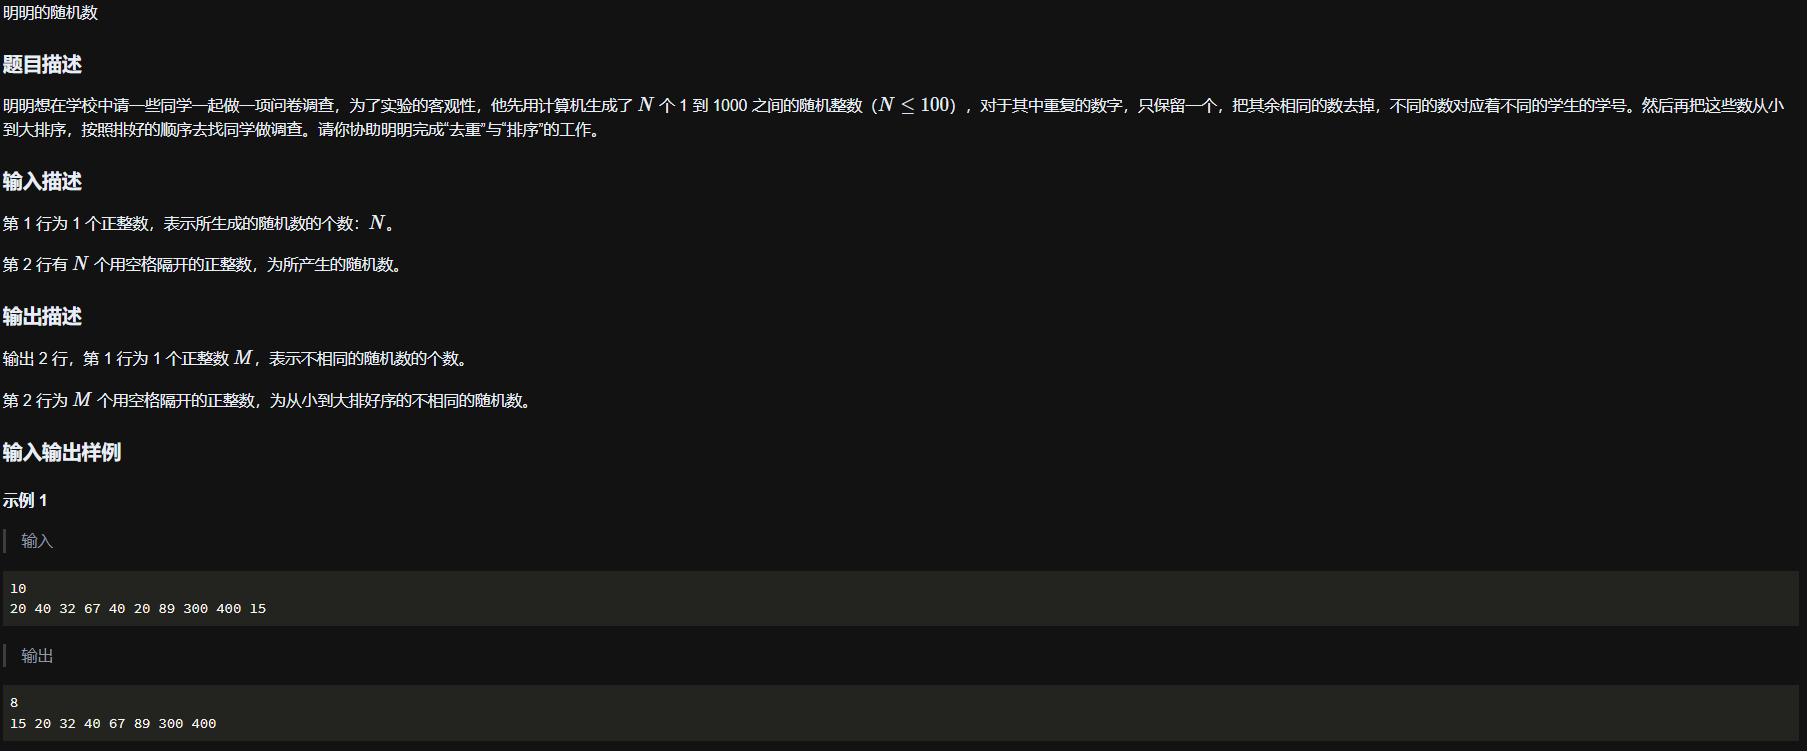 明明的随机数
题目描述
明明想在学校中请一些同学一起做一项问卷调查，为了实验的客观性，他先用计算机生成了 N 个 1 到 1000 之间的随机整数（N ≤ 100），对于其中重复的数字，只保留一个，把其余相同的数去掉，不同的数对应着不同的学生的学号。然后再把这些数从小
到大排序，按照排好的顺序去找同学做调查。请你协助明明完成“去重”与“排序”的工作。
输入描述
第 1 行为 1 个正整数，表示所生成的随机数的个数：N。
第 2 行有 N 个用空格隔开的正整数，为所产生的随机数。
输出描述
输出 2 行，第 1 行为 1 个正整数 M，表示不相同的随机数的个数。
第 2 行为 M 个用空格隔开的正整数，为从小到大排好序的不相同的随机数。
输入输出样例
示例 1
输入
10
20 40 32 67 40 20 89 300 400 15
输出
8
15 20 32 40 67 89 300 400